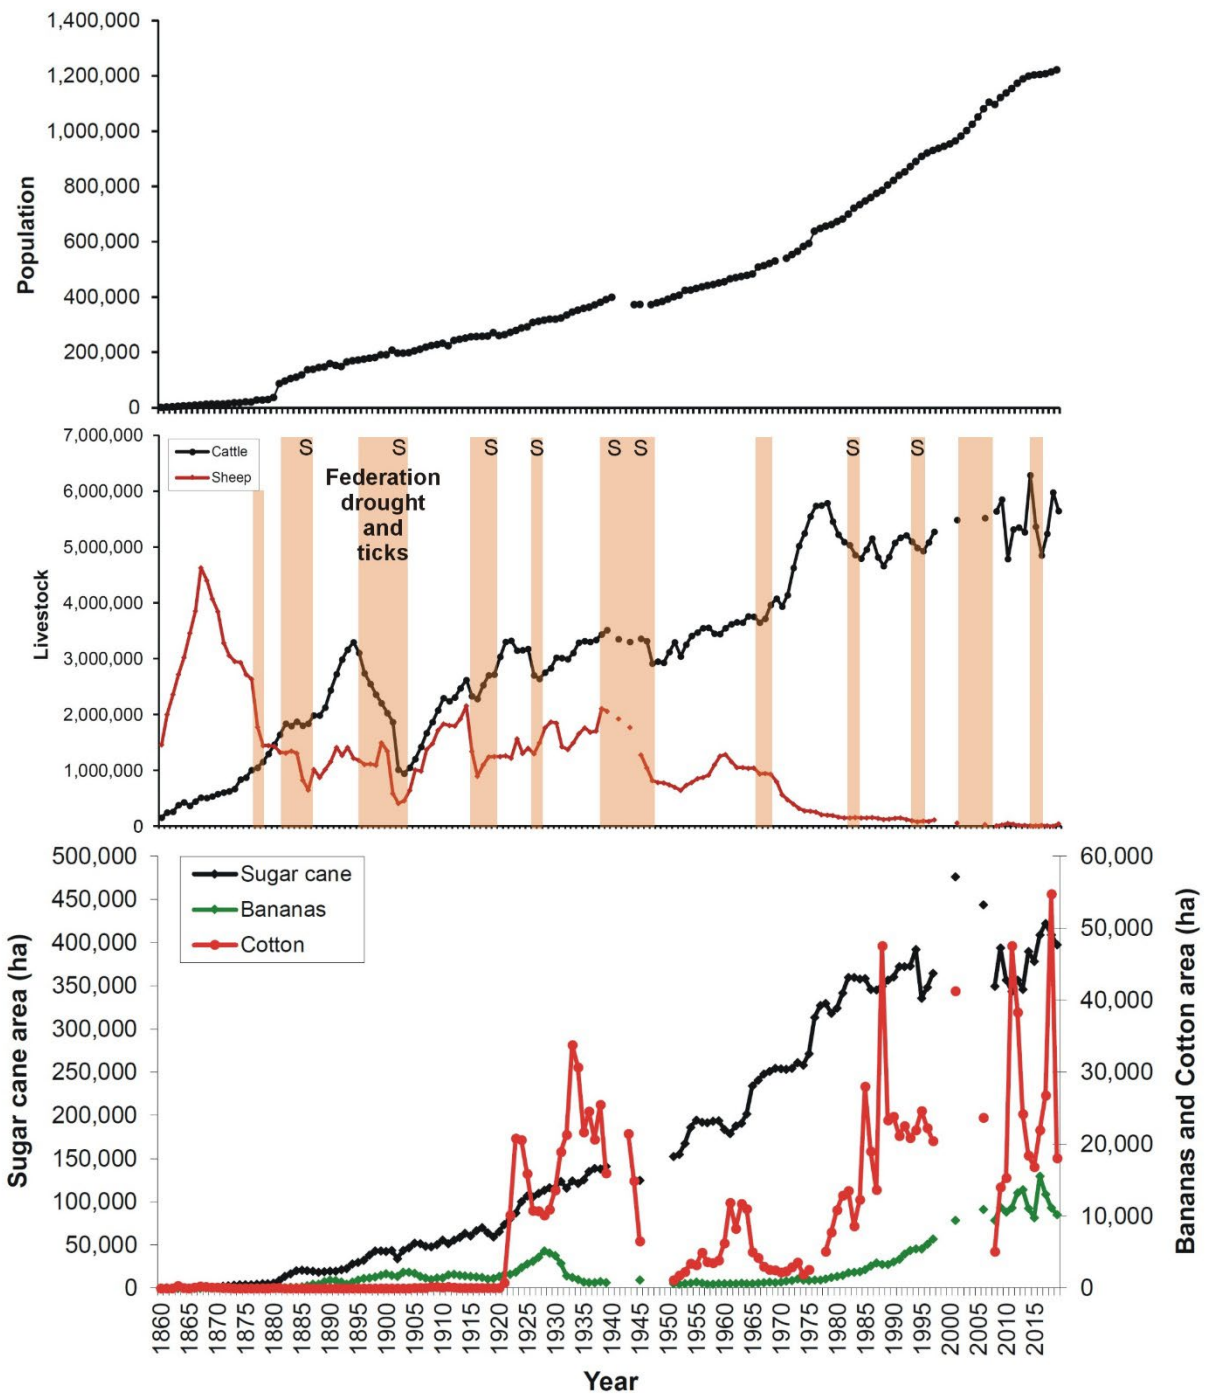 1,400,000
1,200,000
1,000,000
800,000
600,000
400,000
200,000
0
Population
7,000,000
6,000,000
5,000,000
4,000,000
3,000,000
2,000,000
1,000,000
0
Livestock
Cattle
Sheep
S S S S S S S S
Federation
drought
and
ticks
500,000
450,000
400,000
350,000
300,000
250,000
200,000
150,000
100,000
50,000
0
Sugar cane area (ha)
Sugar cane
Bananas
Cotton
60,000
50,000
40,000
30,000
20,000
10,000
0
Bananas and Cotton area (ha)
1860 1865 1870 1875 1880 1885 1890 1895 1900 1905 1910 1915 1920 1925 1930 1935 1940 1945 1950 1955 1960 1965 1970 1975 1980 1985 1990 1995 2000 2005 2010 2015
Year